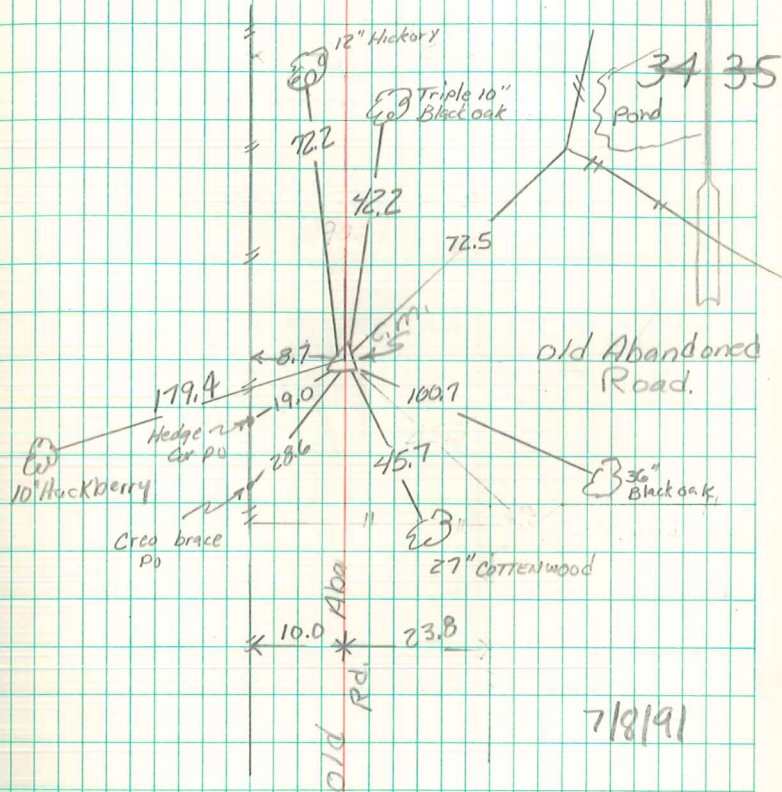 12" Hickory
34 35
Triple 10"
Black oak
Pond
72.2
42.2
72.5
8.7
old Abandoned
Road.
179.4
19.0
100.7
Hedge
Cor po
28.6
45.7
10" Hackberry
36"
Black oak
Creo brace
po
27" COTTENWOOD
10.0
23.8
Old Rd. Aba
7/8/91